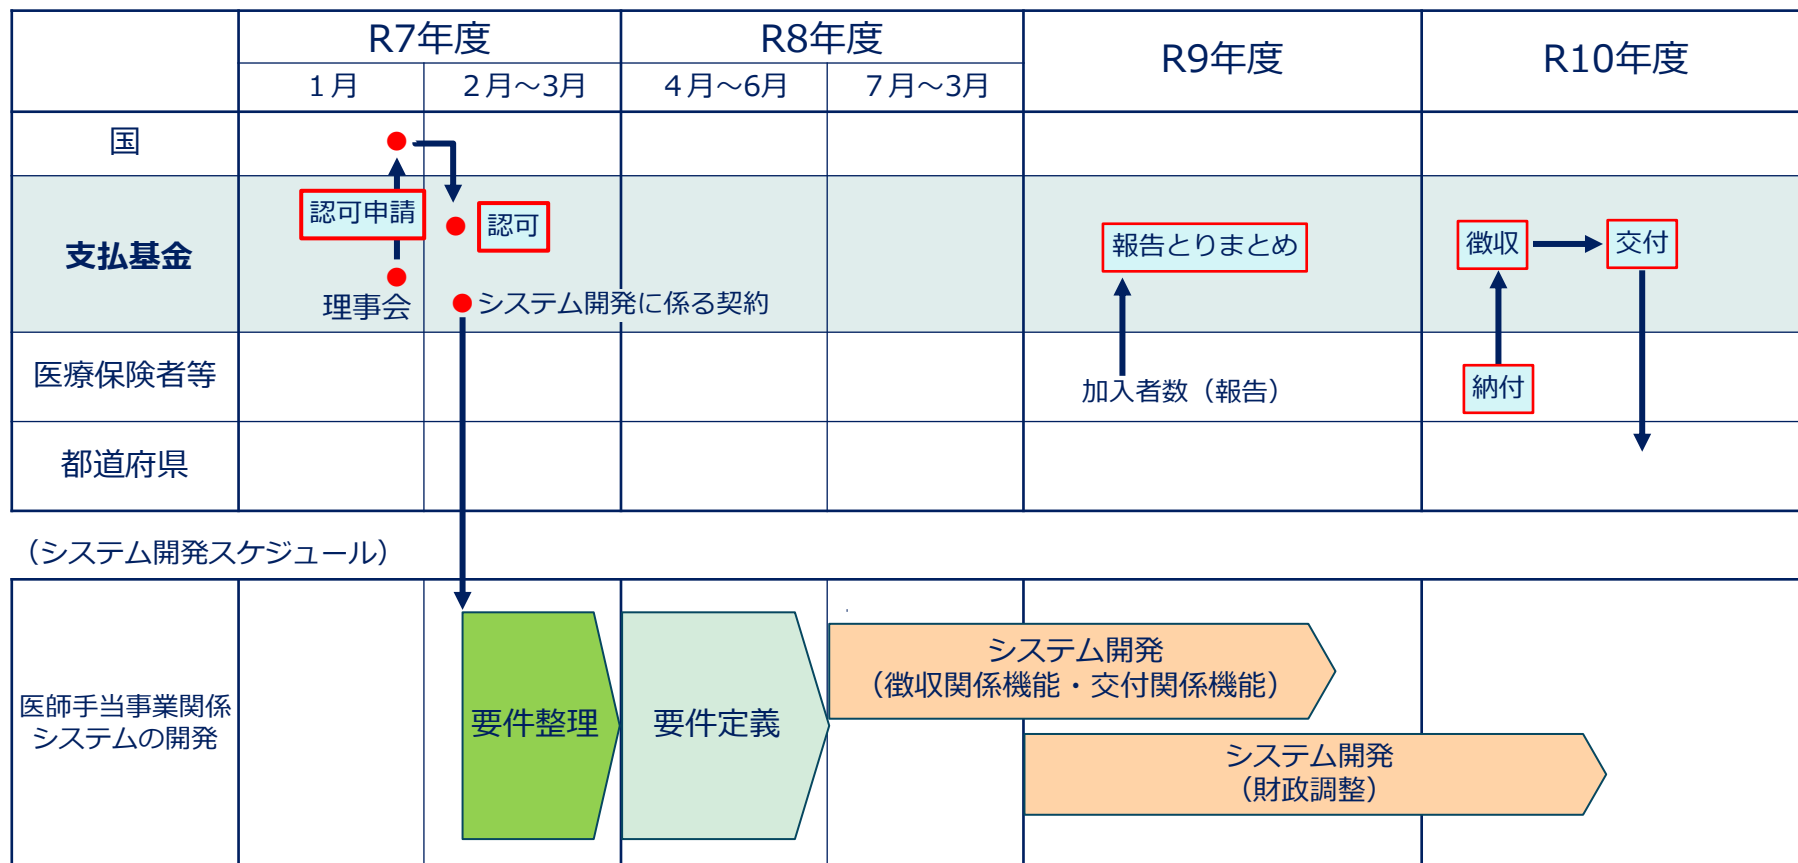 R7年度
R8年度
R9年度
R10年度
１月
２月～3月
４月～6月
７月～3月
国
支払基金
認可申請
認可
理事会
システム開発に係る契約
報告とりまとめ
徴収
交付
医療保険者等
加入者数（報告）
納付
都道府県
（システム開発スケジュール）
医師手当事業関係
システムの開発
要件整理
要件定義
システム開発
（徴収関係機能・交付関係機能）
システム開発
（財政調整）